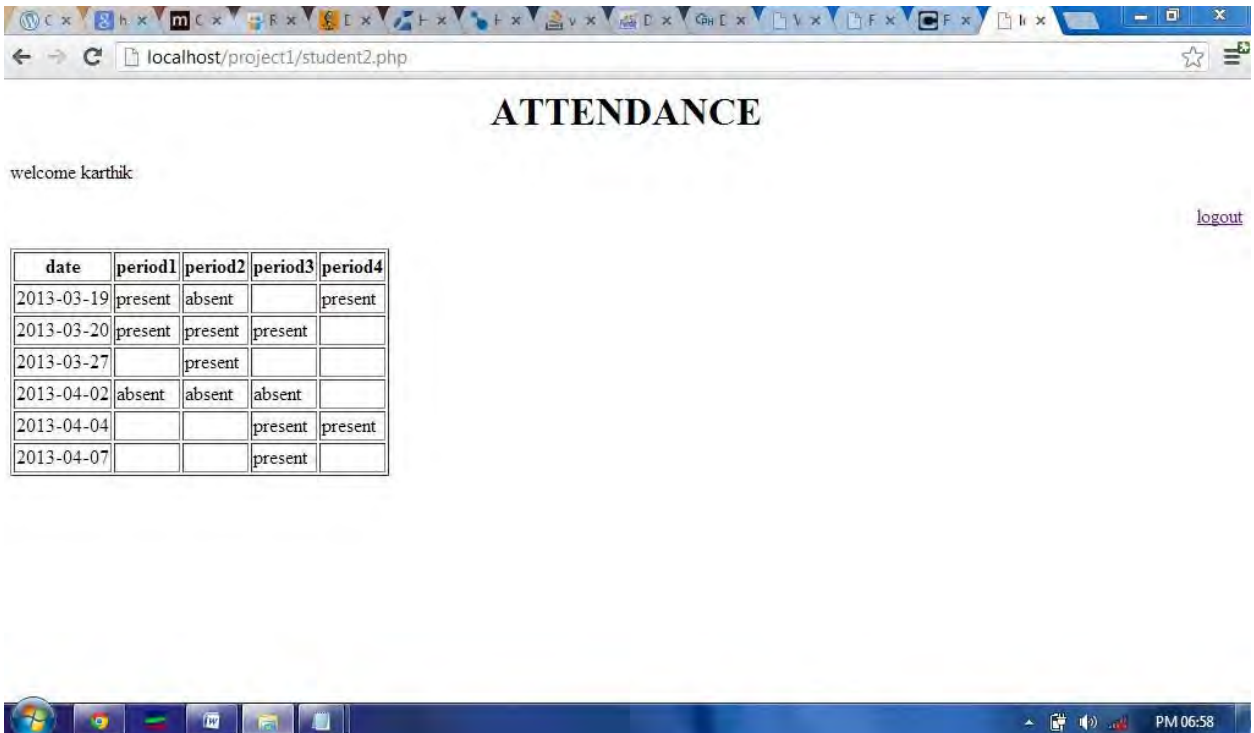 localhost/project1/student2.php
ATTENDANCE
welcome karthik
logout
date period1 period2 period3 period4
2013-03-19 present absent present
2013-03-20 present present present
2013-03-27 present
2013-04-02 absent absent absent
2013-04-04 present present
2013-04-07 present
PM 06:58